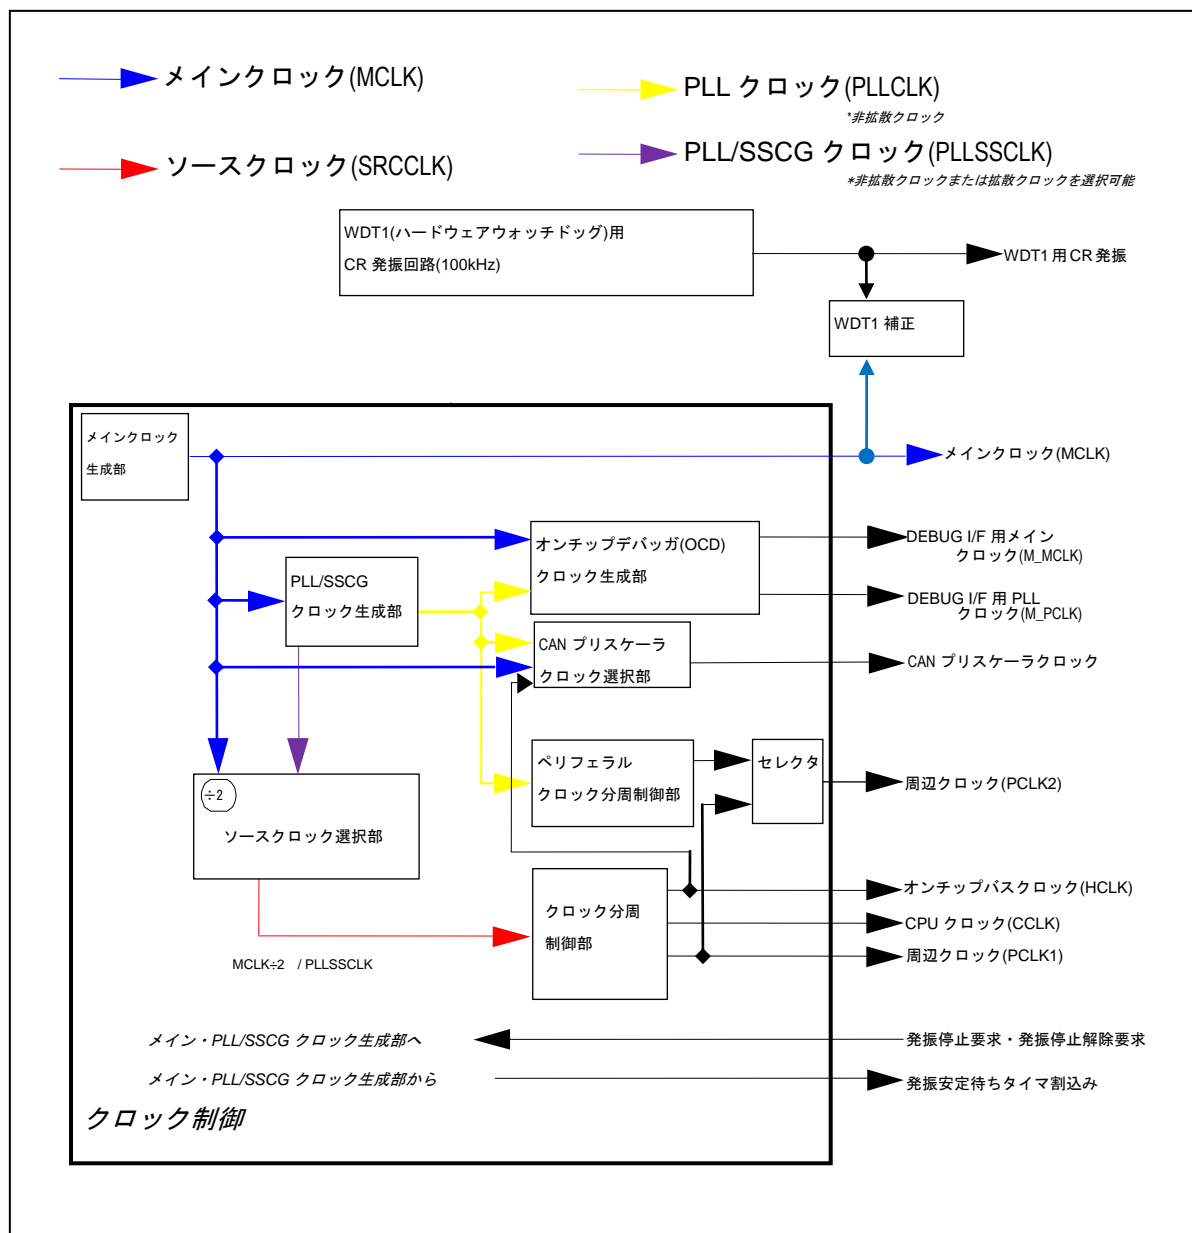 メインクロック(MCLK)
PLL クロック(PLLCLK)
*非拡散クロック
ソースクロック(SRCCLK)
PLL/SSCG クロック(PLLSSCLK)
*非拡散クロックまたは拡散クロックを選択可能
WDT1(ハードウェアウォッチドッグ)用
CR 発振回路(100kHz)
WDT1 用 CR 発振
WDT1 補正
メインクロック
生成部
メインクロック(MCLK)
オンチップデバッガ(OCD)
クロック生成部
DEBUG I/F 用メイン
クロック(M_MCLK)
PLL/SSCG
クロック生成部
DEBUG I/F 用 PLL
クロック(M_PCLK)
CAN プリスケーラ
クロック選択部
CAN プリスケーラクロック
ペリフェラル
クロック分周制御部
セレクタ
周辺クロック(PCLK2)
÷2
ソースクロック選択部
オンチップバスクロック(HCLK)
クロック分周
制御部
CPU クロック(CCLK)
周辺クロック(PCLK1)
MCLK÷2 / PLLSSCLK
メイン・PLL/SSCG クロック生成部へ
発振停止要求・発振停止解除要求
メイン・PLL/SSCG クロック生成部から
発振安定待ちタイマ割込み
クロック制御